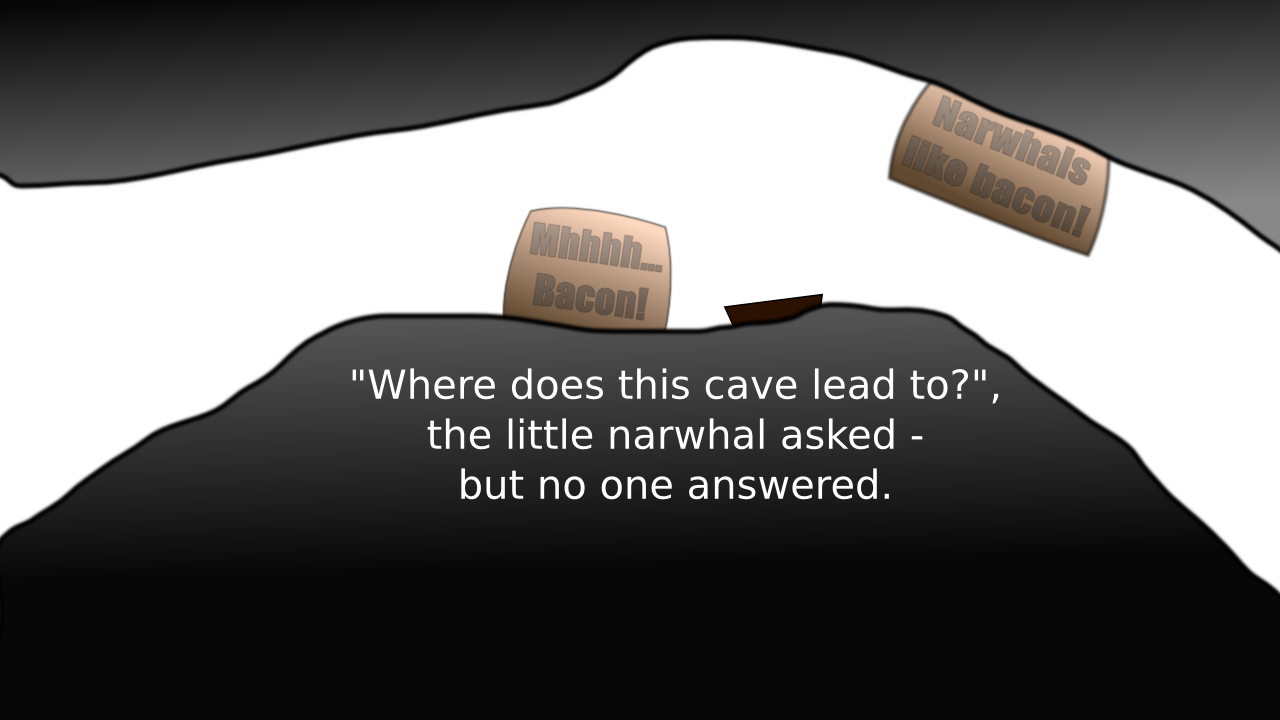 Narwhals
like bacon!
Mhhhh...
Bacon!
"Where does this cave lead to?",
the little narwhal asked -
but no one answered.